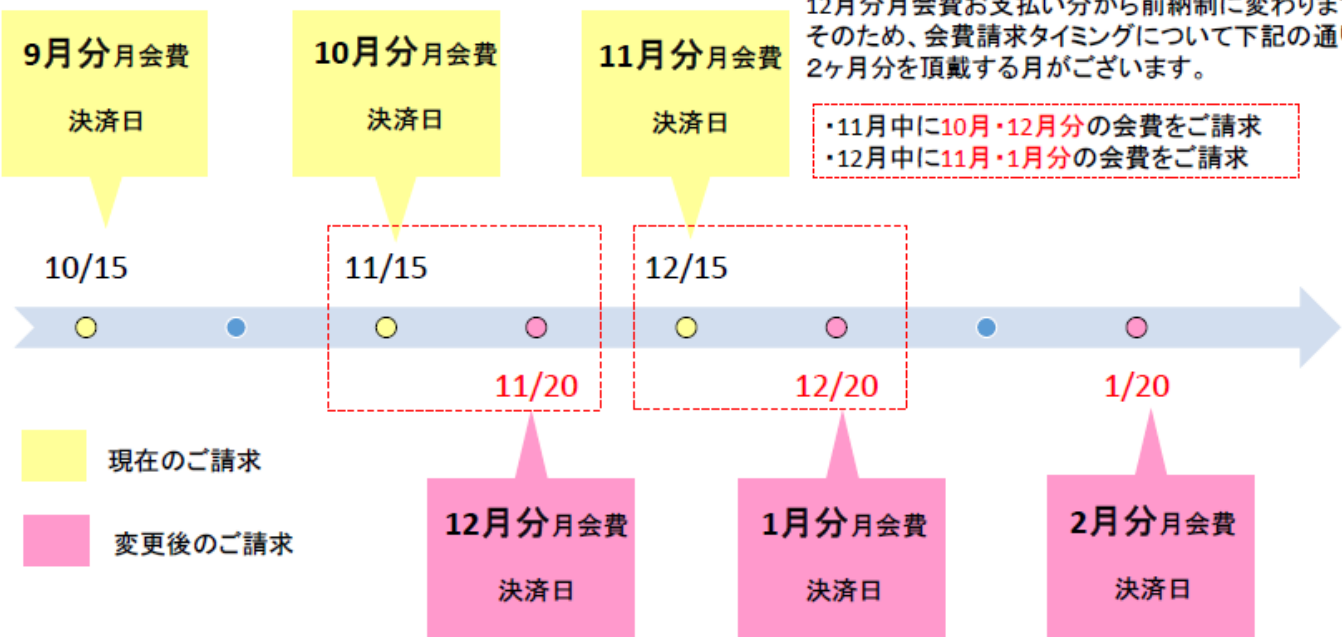 12月分月会費お支払い分から前納制に変わりま
そのため、会費請求タイミングについて下記の通
2ヶ月分を頂戴する月がございます。
・11月中に10月・12月分の会費をご請求
・12月中に11月・1月分の会費をご請求
9月分月会費
決済日
10月分月会費
決済日
11月分月会費
決済日
10/15
11/15
12/15
11/20
12/20
1/20
現在のご請求
変更後のご請求
12月分月会費
決済日
1月分月会費
決済日
2月分月会費
決済日